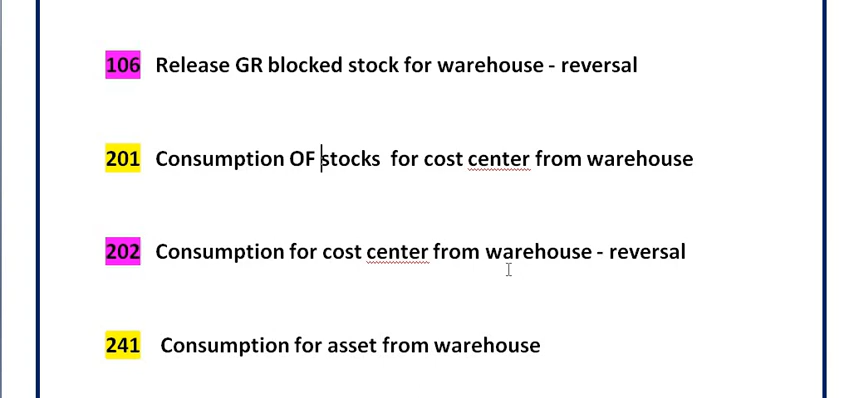 106 Release GR blocked stock for warehouse - reversal
201 Consumption OF stocks for cost center from warehouse
202 Consumption for cost center from warehouse - reversal
241 Consumption for asset from warehouse